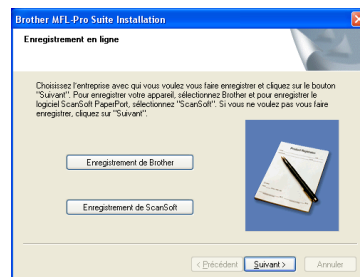 Brother MFL-Pro Suite Installation
Enregistrement en ligne
Choisissez l'entreprise avec qui vous voulez vous faire enregistrer et cliquez sur le bouton
"Suivant". Pour enregistrer votre appareil, sélectionnez Brother et pour enregistrer le
logiciel ScanSoft PaperPort, sélectionnez "ScanSoft". Si vous ne voulez pas vous faire
enregistrer, cliquez sur "Suivant".
Enregistrement de Brother
Enregistrement de ScanSoft
< Précédent Suivant > Annuler